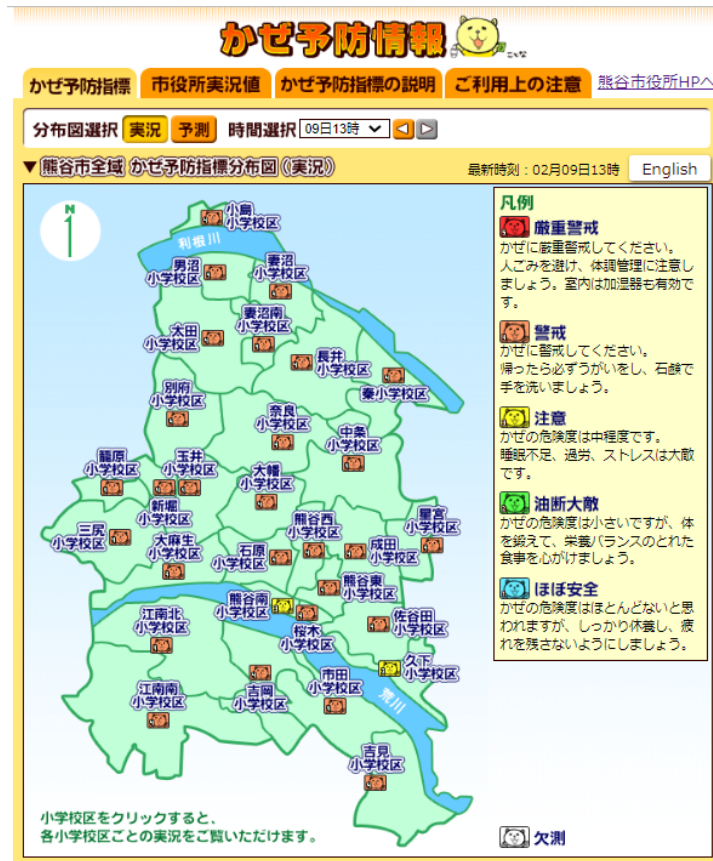 かぜ予防情報
こくな
かぜ予防指標
市役所実況値
かぜ予防指標の説明
ご利用上の注意
熊谷市役所HPへ
分布図選択 実況 予測 時間選択 09日13時
▼熊谷市全域 かぜ予防指標分布図《実況》
最新時刻：02月09日13時
English
N
小島
小学校区
利根川
男沼
小学校区
妻沼
小学校区
妻沼南
小学校区
太田
小学校区
長井
小学校区
秦小学校区
別府
小学校区
奈良
小学校区
中条
小学校区
籠原
小学校区
玉井
小学校区
大幡
小学校区
新堀
小学校区
熊谷西
小学校区
星宮
小学校区
三尻
小学校区
大麻生
小学校区
石原
小学校区
成田
小学校区
熊谷東
小学校区
熊谷南
小学校区
江南北
小学校区
桜木
小学校区
佐谷田
小学校区
久下
小学校区
市田
小学校区
江南南
小学校区
吉岡
小学校区
荒川
吉見
小学校区
小学校区をクリックすると、
各小学校区ごとの実況をご覧いただけます。
凡例
厳重警戒
かぜに厳重警戒してください。
人ごみを避け、体調管理に注意し
ましょう。室内は加湿器も有効で
す。
警戒
かぜに警戒してください。
帰ったら必ずうがいをし、石鹸で
手を洗いましょう。
注意
かぜの危険度は中程度です。
睡眠不足、過労、ストレスは大敵
です。
油断大敵
かぜの危険度は小さいですが、体
を鍛えて、栄養バランスのとれた
食事を心がけましょう。
ほぼ安全
かぜの危険度はほとんどないと思
われますが、しっかり休養し、疲
れを残さないようにしましょう。
欠測